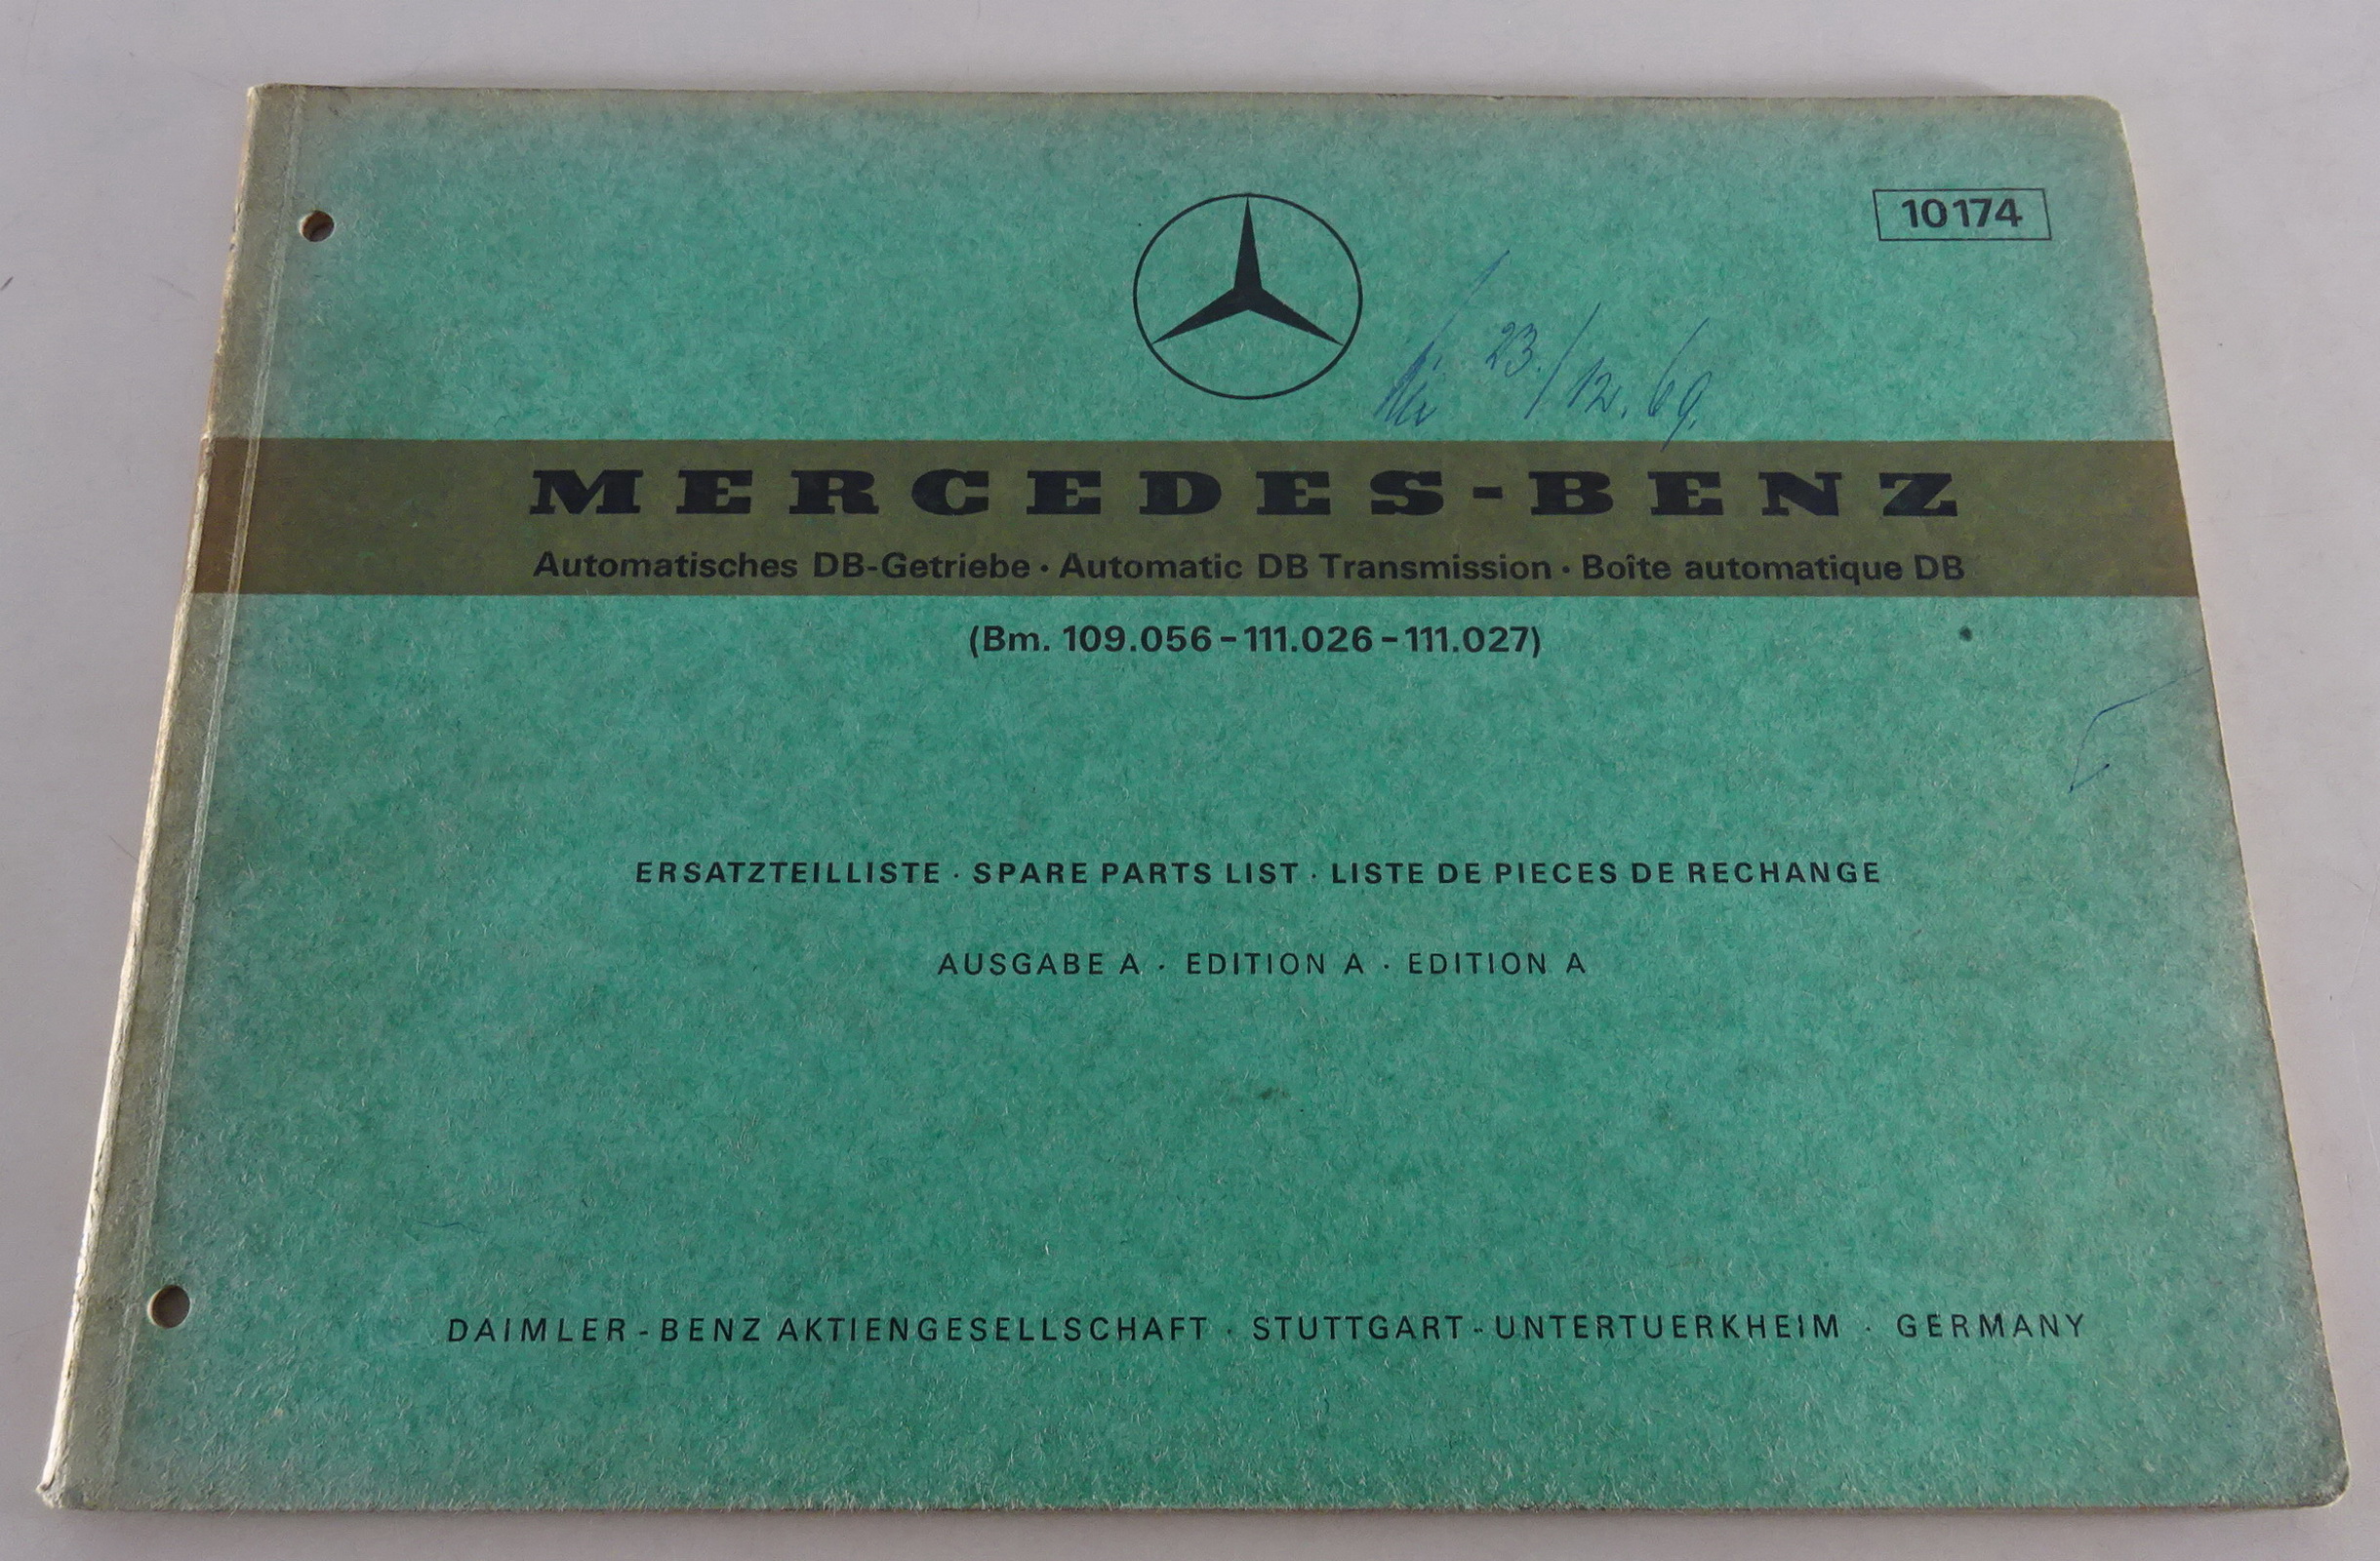 10174
23./12.69.
MERCEDES-BENZ
Automatisches DB-Getriebe · Automatic DB Transmission · Boîte automatique DB
(Bm. 109.056 - 111.026 - 111.027)
ERSATZTEILLISTE · SPARE PARTS LIST · LISTE DE PIECES DE RECHANGE
AUSGABE A · EDITION A · EDITION A
DAIMLER-BENZ AKTIENGESELLSCHAFT · STUTTGART-UNTERTUERKHEIM · GERMANY